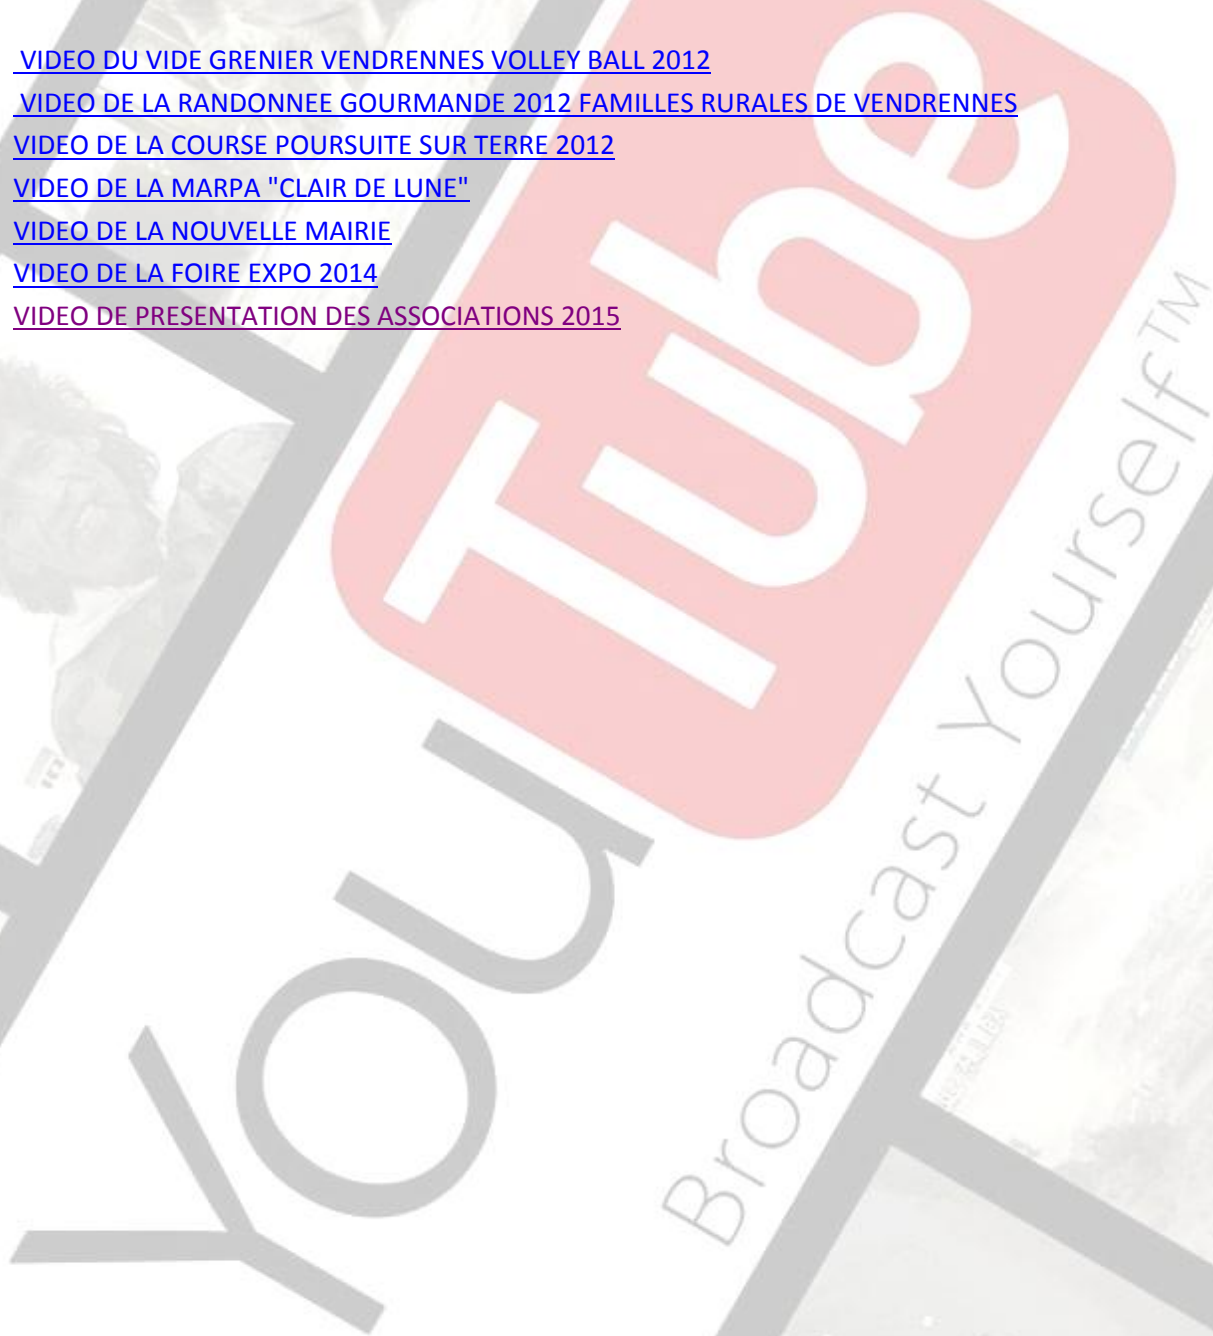 VIDEO DU VIDE GRENIER VENDRENNES VOLLEY BALL 2012
VIDEO DE LA RANDONNEE GOURMANDE 2012 FAMILLES RURALES DE VENDRENNES
VIDEO DE LA COURSE POURSUITE SUR TERRE 2012
VIDEO DE LA MARPA "CLAIR DE LUNE"
VIDEO DE LA NOUVELLE MAIRIE
VIDEO DE LA FOIRE EXPO 2014
VIDEO DE PRESENTATION DES ASSOCIATIONS 2015
YouTube
Broadcast Yourself™